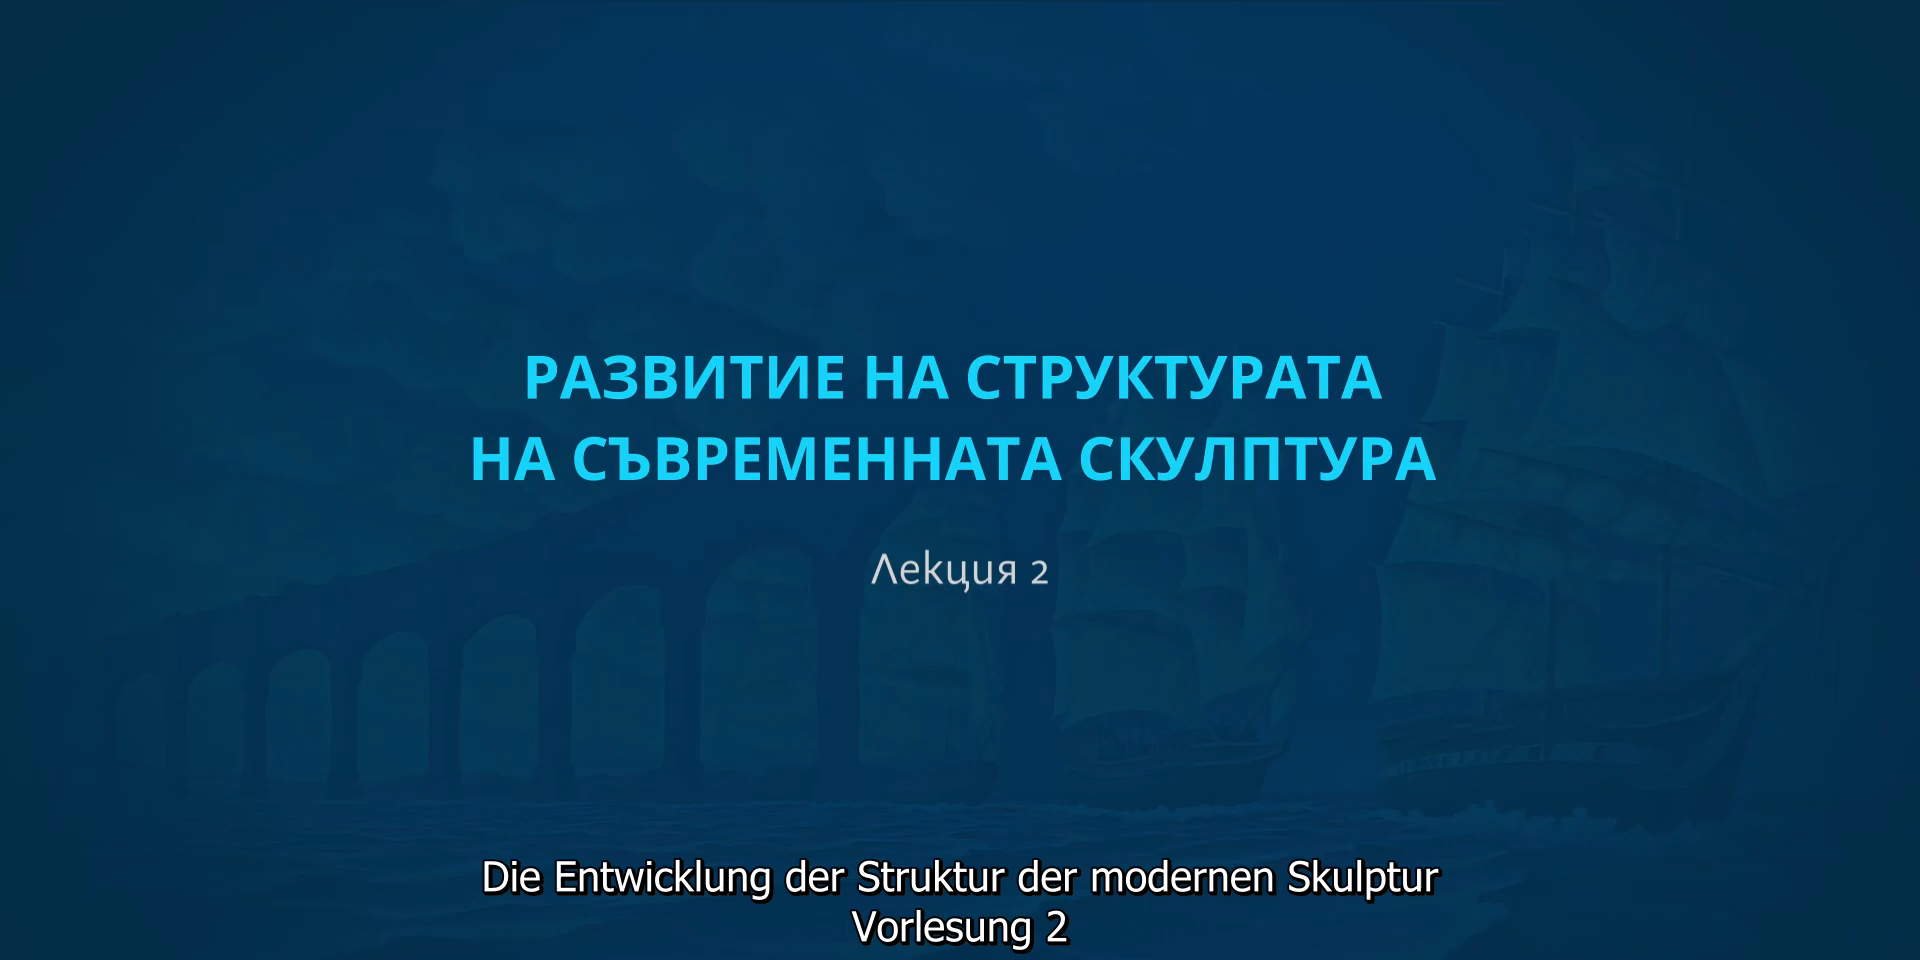 РАЗВИТИЕ НА СТРУКТУРАТА
НА СЪВРЕМЕННАТА СКУЛПТУРА
Лекция 2
Die Entwicklung der Struktur der modernen Skulptur
Vorlesung 2